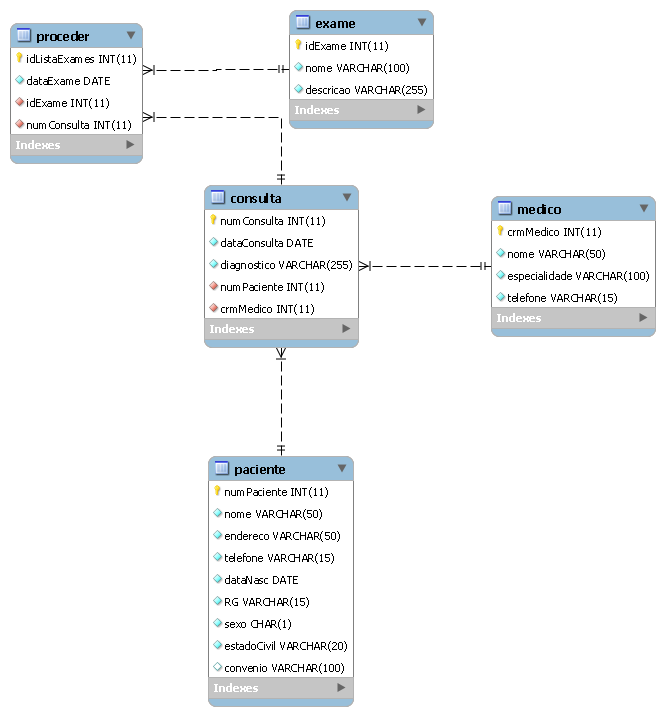 proceder
idListaExames INT(11)
dataExame DATE
idExame INT(11)
numConsulta INT(11)
Indexes
exame
idExame INT(11)
nome VARCHAR(100)
descricao VARCHAR(255)
Indexes
consulta
numConsulta INT(11)
dataConsulta DATE
diagnostico VARCHAR(255)
numPaciente INT(11)
crmMedico INT(11)
Indexes
medico
crmMedico INT(11)
nome VARCHAR(50)
especialidade VARCHAR(100)
telefone VARCHAR(15)
Indexes
paciente
numPaciente INT(11)
nome VARCHAR(50)
endereco VARCHAR(50)
telefone VARCHAR(15)
dataNasc DATE
RG VARCHAR(15)
sexo CHAR(1)
estadoCivil VARCHAR(20)
convenio VARCHAR(100)
Indexes